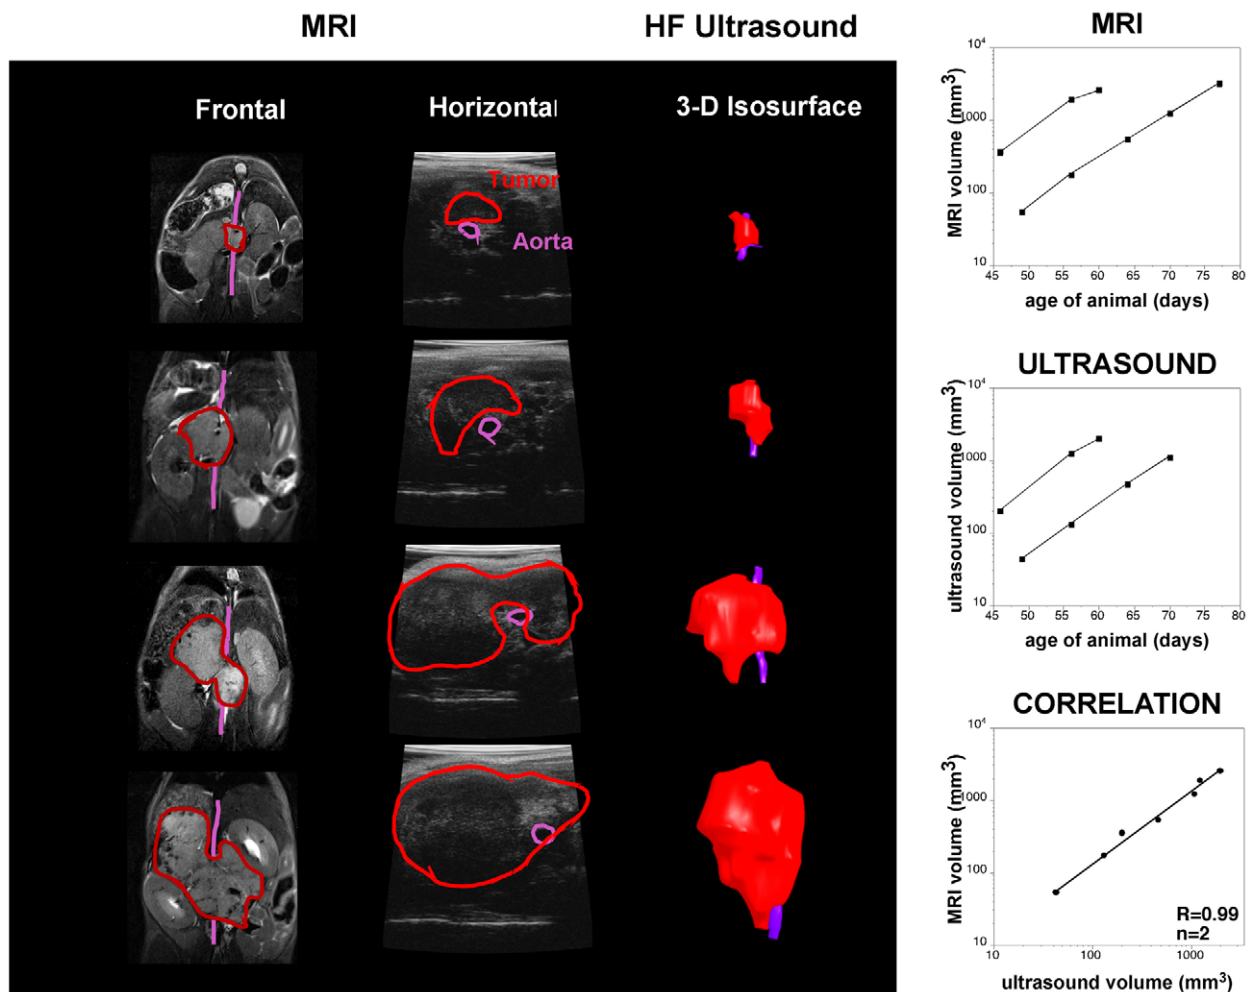 MRI
HF Ultrasound
Frontal
Horizontal
3-D Isosurface
Tumor
Aorta
MRI
MRI volume (mm3)
104
1000
100
10
45 50 55 60 65 70 75 80
age of animal (days)
ULTRASOUND
ultrasound volume (mm3)
104
1000
100
10
45 50 55 60 65 70 75 80
age of animal (days)
CORRELATION
MRI volume (mm3)
104
1000
100
10
R=0.99
n=2
10 100 1000
ultrasound volume (mm3)